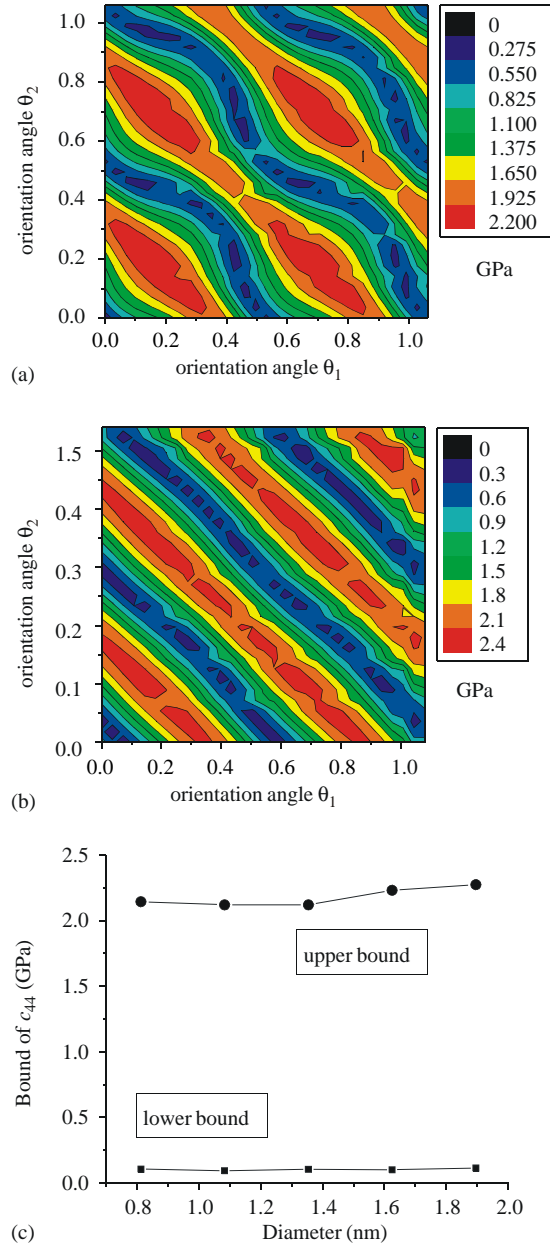 1.0
0.8
0.6
0.4
0.2
0.0
orientation angle θ2
0.0 0.2 0.4 0.6 0.8 1.0
orientation angle θ1
0
0.275
0.550
0.825
1.100
1.375
1.650
1.925
2.200
GPa
(a)
1.5
0.4
0.3
0.2
0.1
0.0
orientation angle θ2
0.0 0.2 0.4 0.6 0.8 1.0
orientation angle θ1
0
0.3
0.6
0.9
1.2
1.5
1.8
2.1
2.4
GPa
(b)
2.5
2.0
1.5
1.0
0.5
0.0
Bound of c44 (GPa)
upper bound
lower bound
0.8 1.0 1.2 1.4 1.6 1.8 2.0
Diameter (nm)
(c)